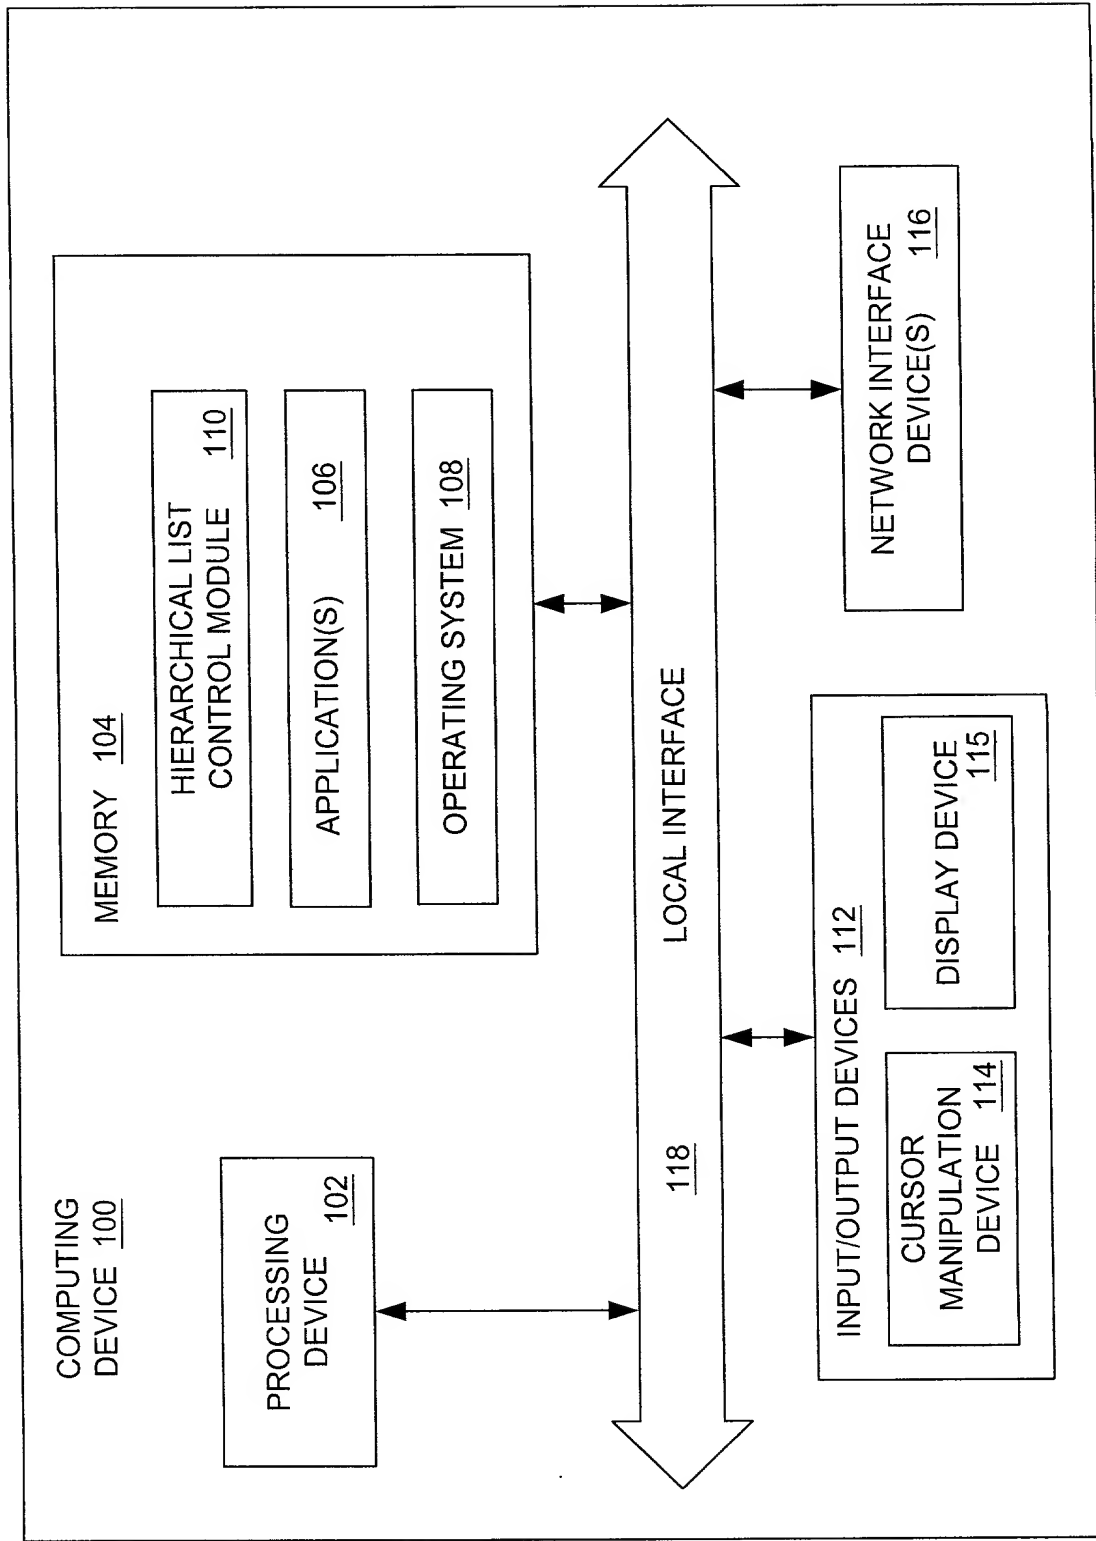 COMPUTING
DEVICE 100
PROCESSING
DEVICE
102
MEMORY 104
HIERARCHICAL LIST
CONTROL MODULE 110
APPLICATION(S) 106
OPERATING SYSTEM 108
LOCAL INTERFACE
118
INPUT/OUTPUT DEVICES 112
CURSOR
MANIPULATION
DEVICE 114
DISPLAY DEVICE
115
NETWORK INTERFACE
DEVICE(S) 116